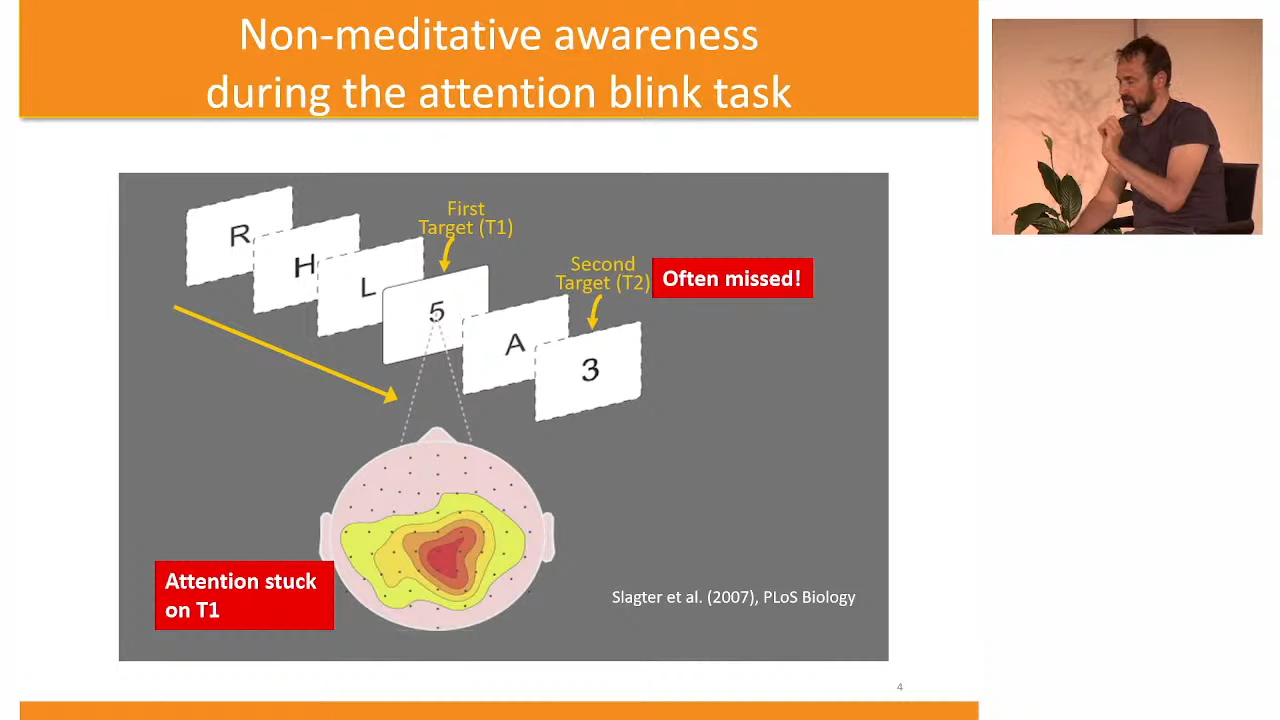 Non-meditative awareness
during the attention blink task
R
H
L
First
Target (T1)
5
A
Second
Target (T2)
Often missed!
3
Attention stuck
on T1
Slagter et al. (2007), PLoS Biology
4